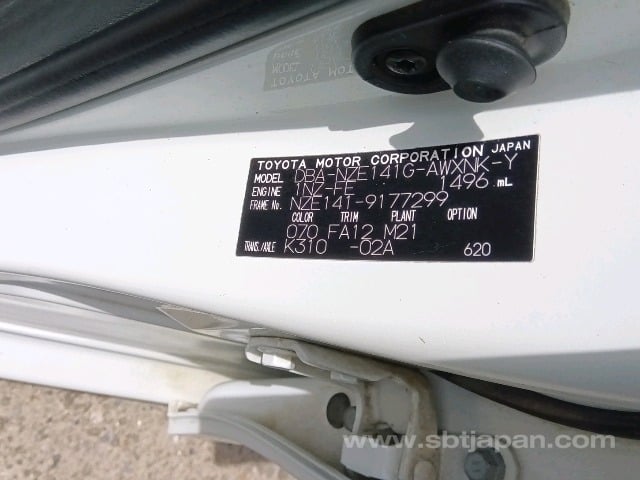 TOYOTA MOTOR CORPORATION JAPAN
MODEL DBA-NZE141G-AWXNK-Y
ENGINE 1NZ-FE 1496 mL
FRAME No. NZE141-9177299
COLOR TRIM PLANT OPTION
070 FA12 M21
TRANS./AXLE K310 -02A 620
www.sbtjapan.com